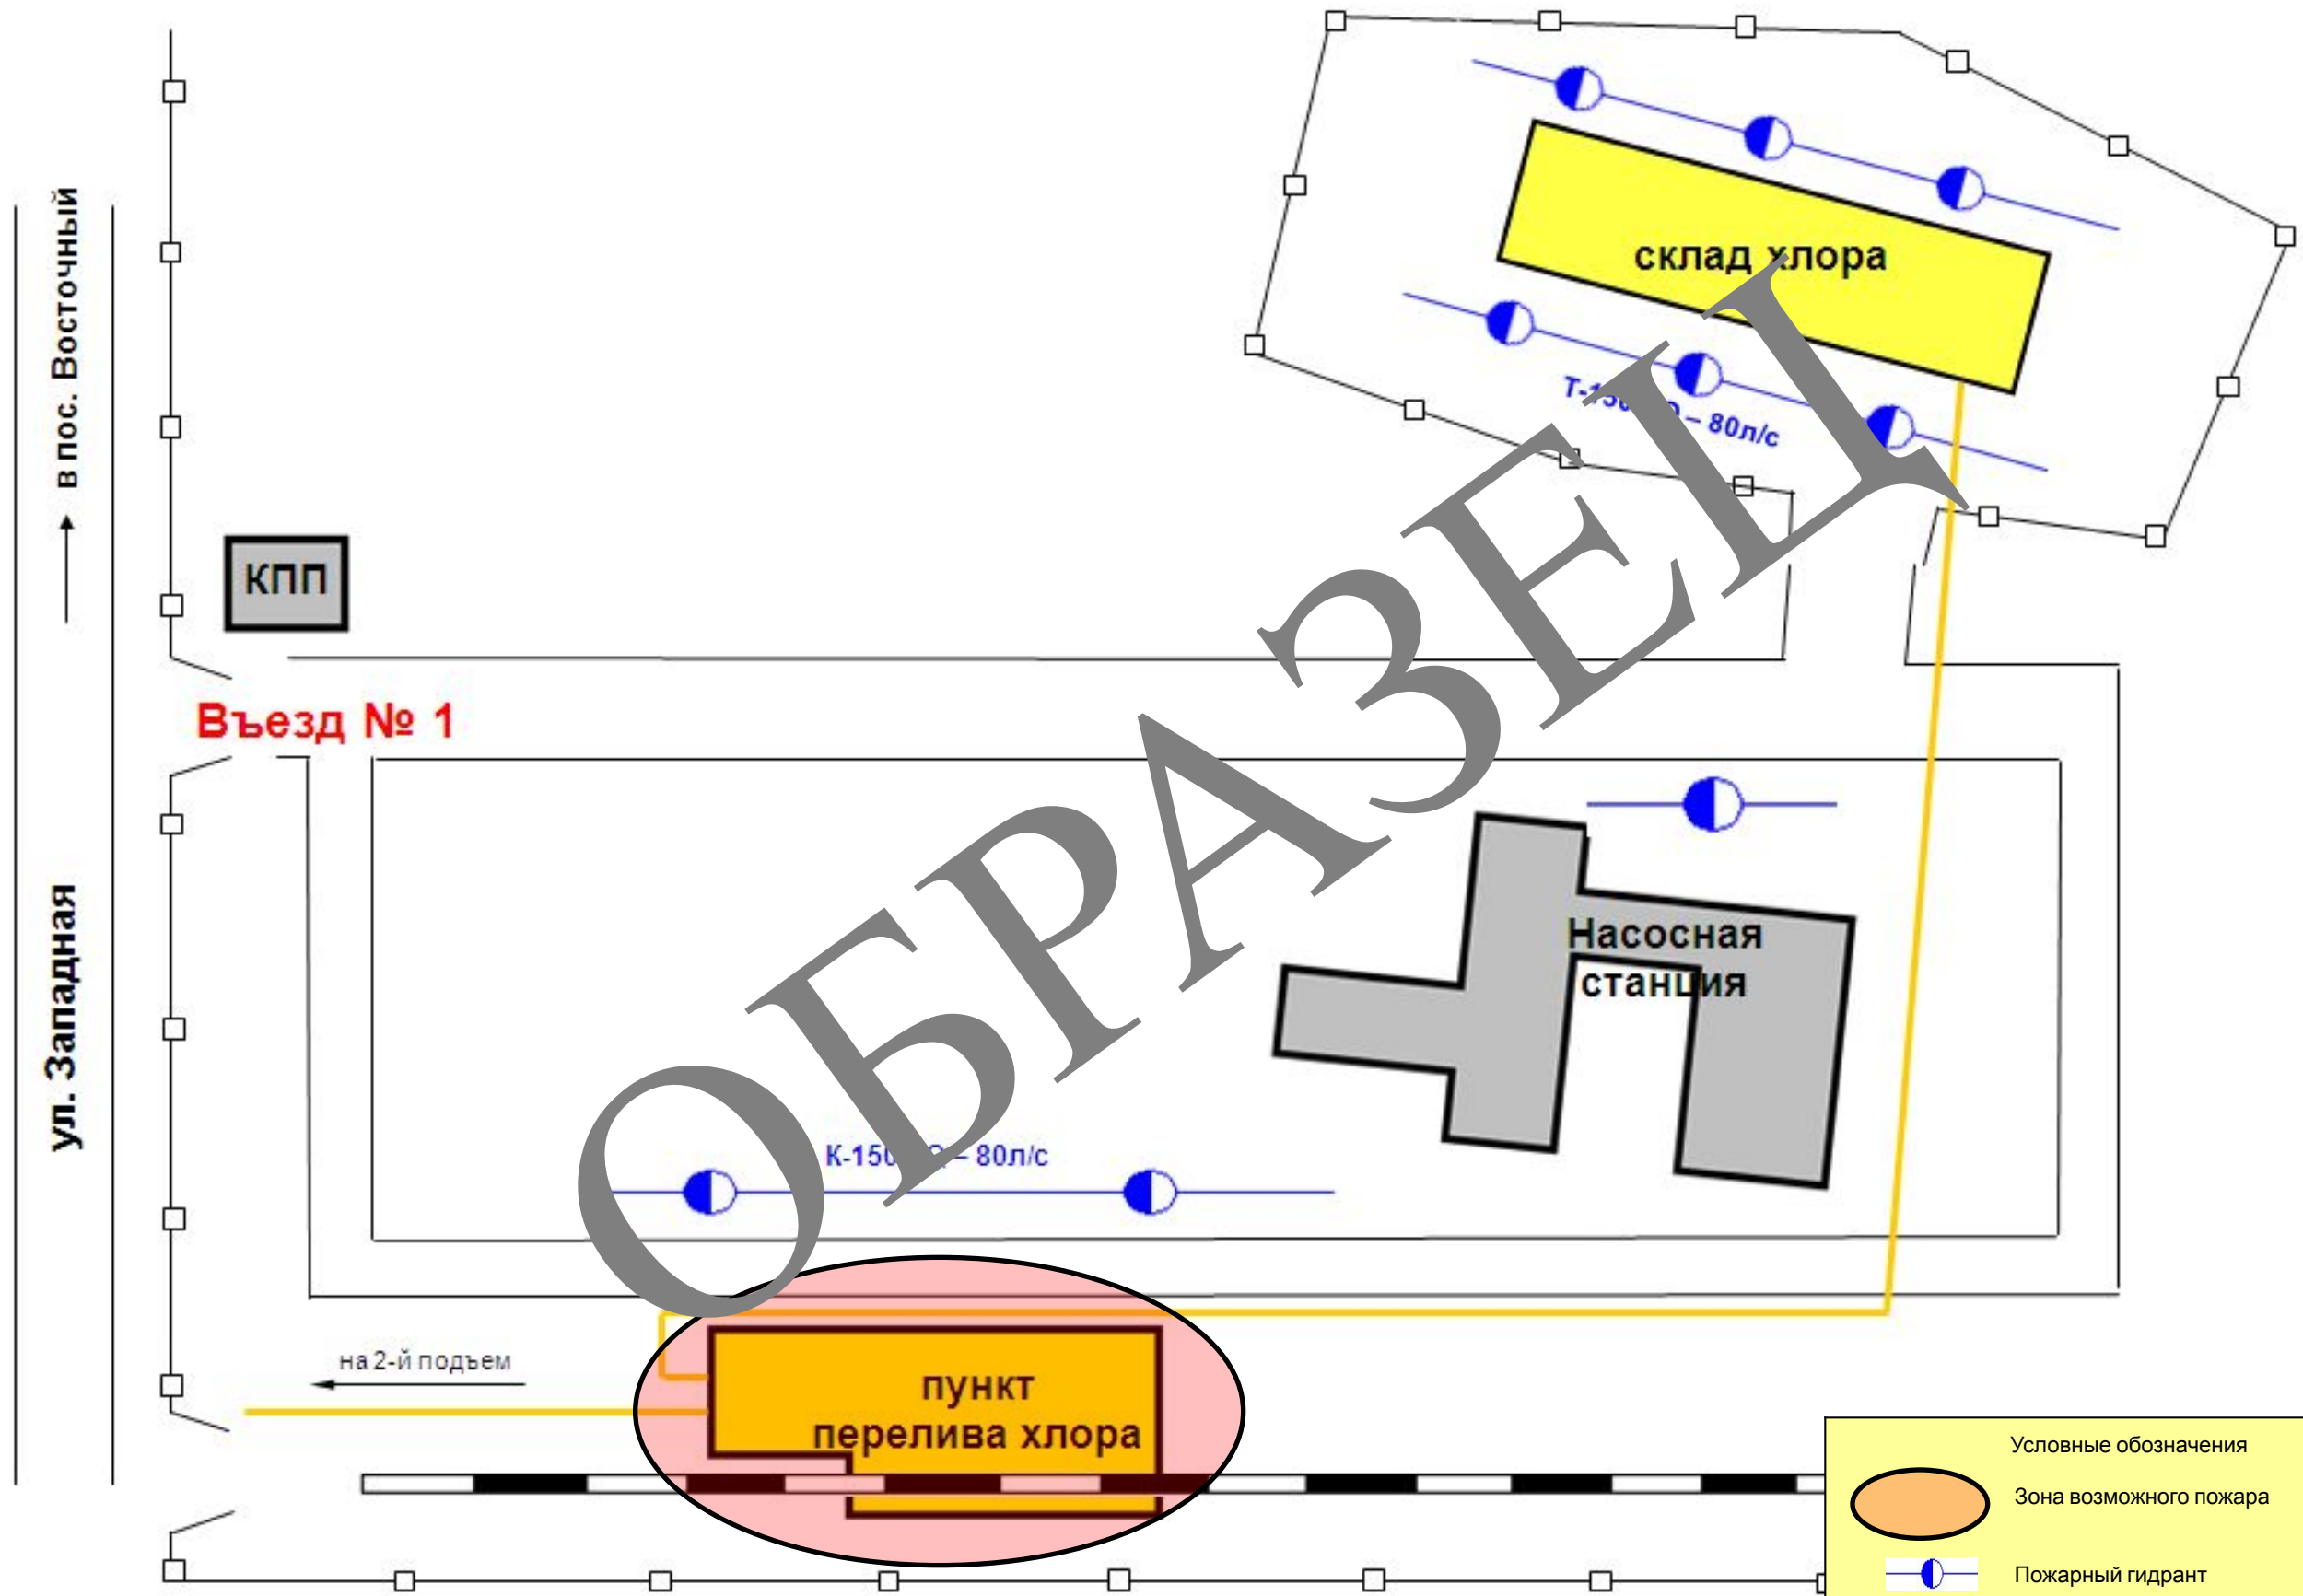 в пос. Восточный
ул. Западная
КПП
Въезд № 1
склад хлора
– 80л/с
Насосная
станция
К-150 – 80л/с
на 2-й подъем
пункт
перелива хлора
ОБРАЗЕЦ
Условные обозначения
Зона возможного пожара
Пожарный гидрант